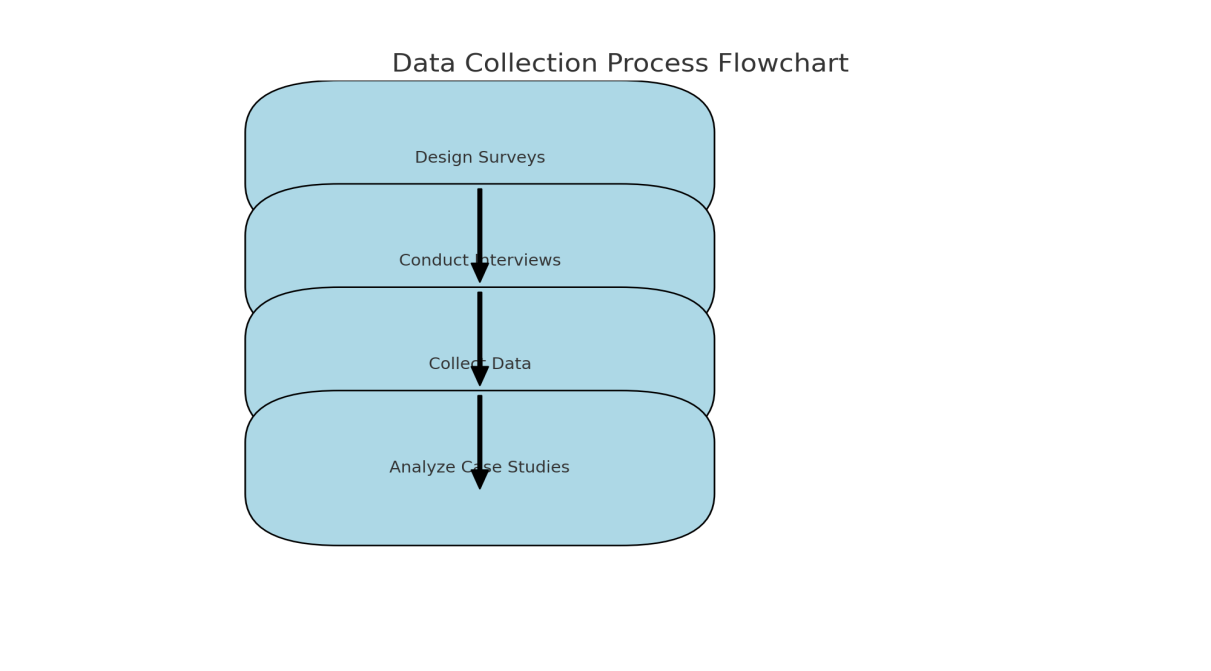 Data Collection Process Flowchart
Design Surveys
Conduct Interviews
Collect Data
Analyze Case Studies